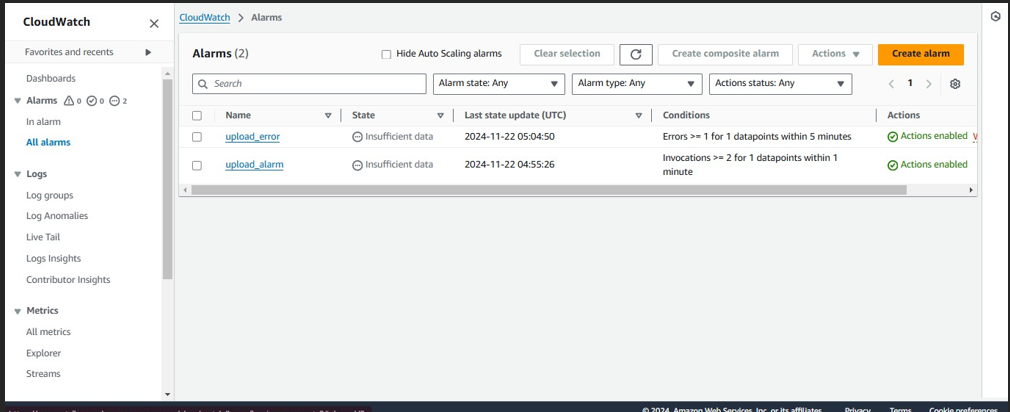 CloudWatch
CloudWatch > Alarms
Favorites and recents
Dashboards
Alarms 0 0 2
In alarm
All alarms
Logs
Log groups
Log Anomalies
Live Tail
Logs Insights
Contributor Insights
Metrics
All metrics
Explorer
Streams
Alarms (2)
Hide Auto Scaling alarms
Clear selection
Create composite alarm
Actions
Create alarm
Search
Alarm state: Any
Alarm type: Any
Actions status: Any
1
Name State Last state update (UTC) Conditions Actions
upload_error Insufficient data 2024-11-22 05:04:50 Errors >= 1 for 1 datapoints within 5 minutes Actions enabled
upload_alarm Insufficient data 2024-11-22 04:55:26 Invocations >= 2 for 1 datapoints within 1
minute
Actions enabled
© 2024, Amazon Web Services, Inc. or its affiliates. Privacy Terms Cookie preferences